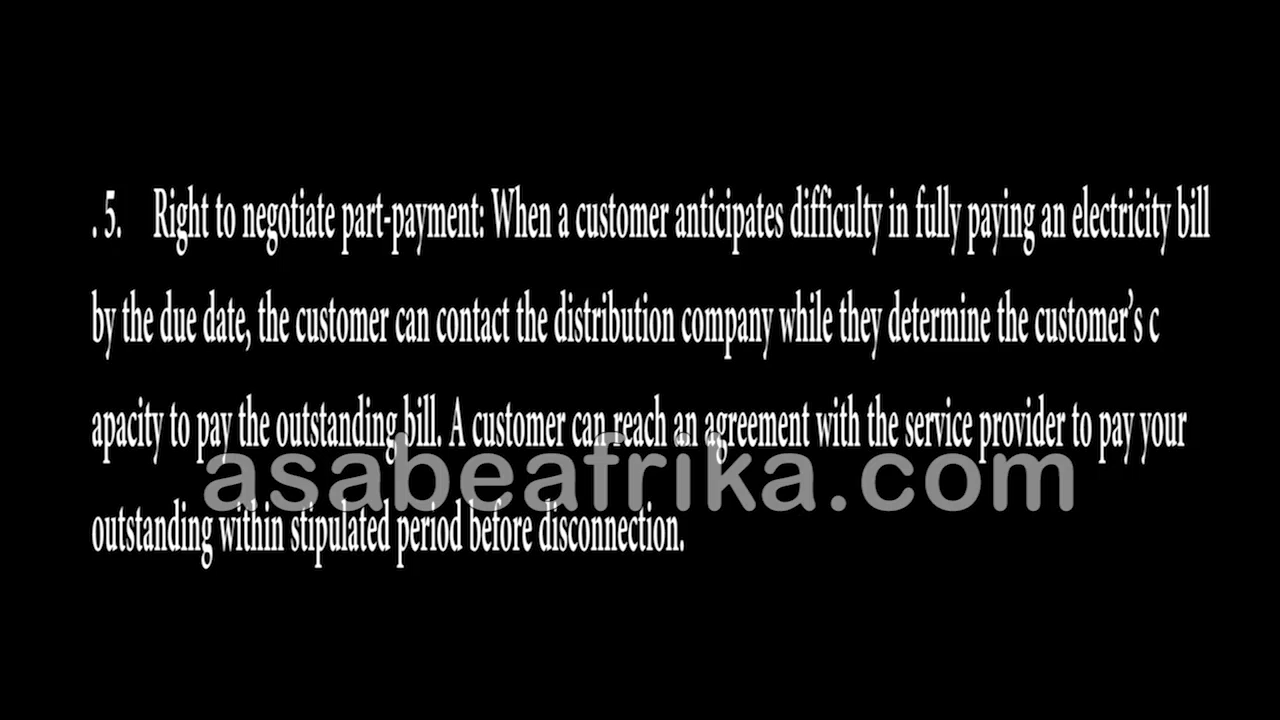 . 5. Right to negotiate part-payment: When a customer anticipates difficulty in fully paying an electricity bill
by the due date, the customer can contact the distribution company while they determine the customer’s c
apacity to pay the outstanding bill. A customer can reach an agreement with the service provider to pay your
asabeafrika.com
outstanding within stipulated period before disconnection.